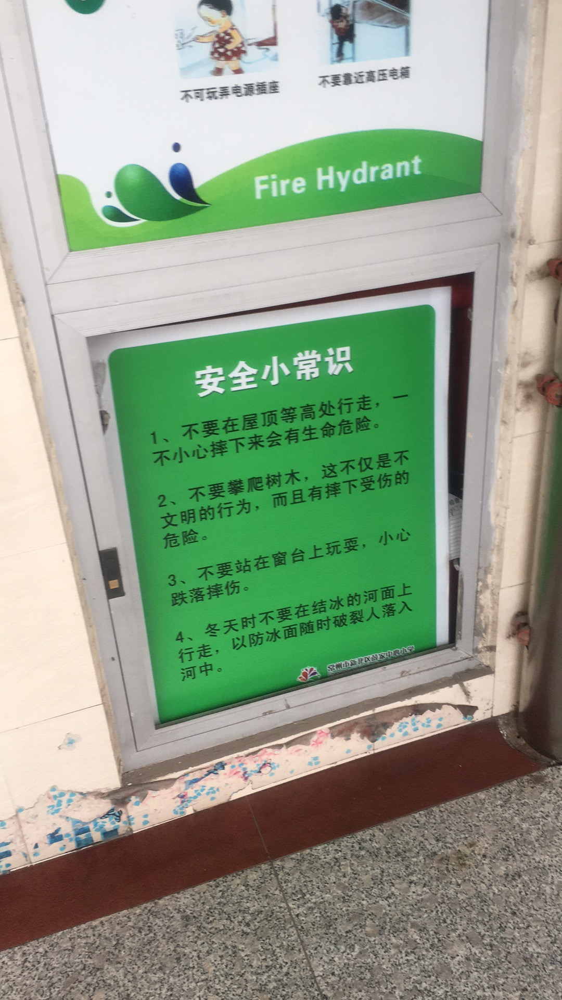 不可玩弄电源插座
不要靠近高压电箱
Fire Hydrant
安全小常识
1、不要在屋顶等高处行走，一
不小心摔下来会有生命危险。
2、不要攀爬树木，这不仅是不
文明的行为，而且有摔下受伤的
危险。
3、不要站在窗台上玩耍，小心
跌落摔伤。
4、冬天时不要在结冰的河面上
行走，以防冰面随时破裂人落入
河中。
常州市新北区薛家中心小学